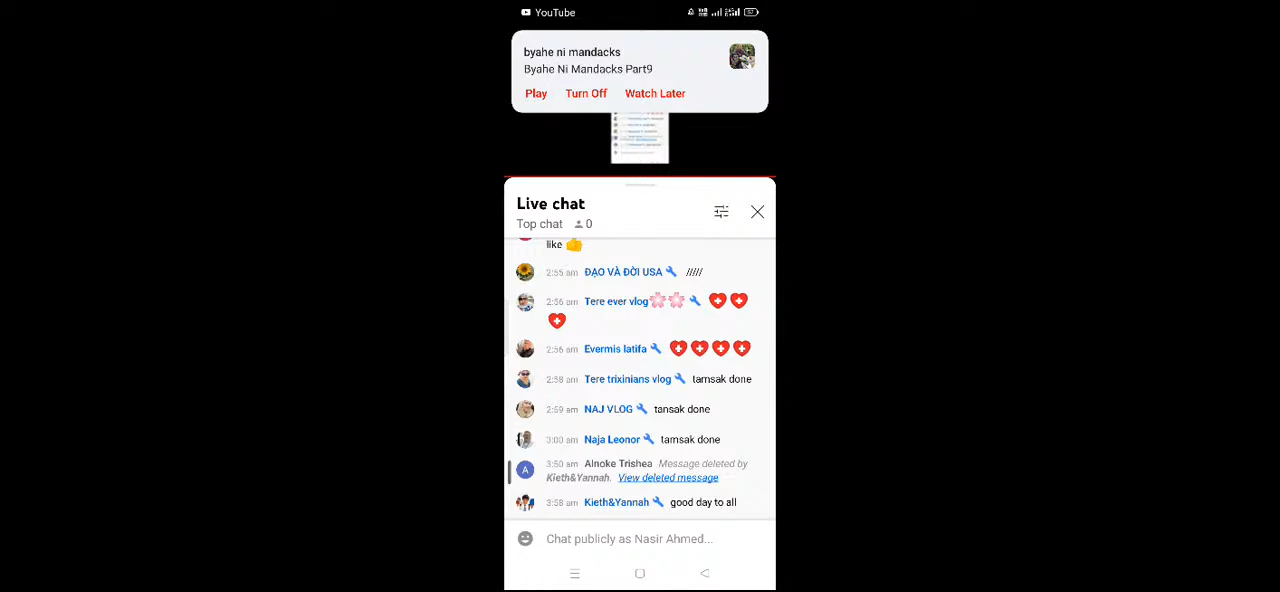 YouTube
byahe ni mandacks
Byahe Ni Mandacks Part9
Play Turn Off Watch Later
Live chat
Top chat 0
like
2:55 am ĐẠO VÀ ĐỜI USA /////
2:56 am Tere ever vlog
2:56 am Evermis latifa
2:58 am Tere trixinians vlog tamsak done
2:59 am NAJ VLOG tansak done
3:00 am Naja Leonor tamsak done
3:50 am Alnoke Trishea Message deleted by
Kieth&Yannah. View deleted message
A
3:58 am Kieth&Yannah good day to all
Chat publicly as Nasir Ahmed...